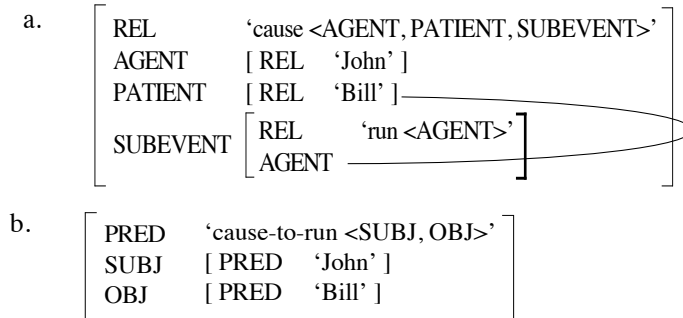 a.
REL ‘cause <AGENT, PATIENT, SUBEVENT>’
AGENT [ REL ‘John’ ]
PATIENT [ REL ‘Bill’ ]
SUBEVENT
REL ‘run <AGENT>’
AGENT
b.
PRED ‘cause-to-run <SUBJ, OBJ>’
SUBJ [ PRED ‘John’ ]
OBJ [ PRED ‘Bill’ ]